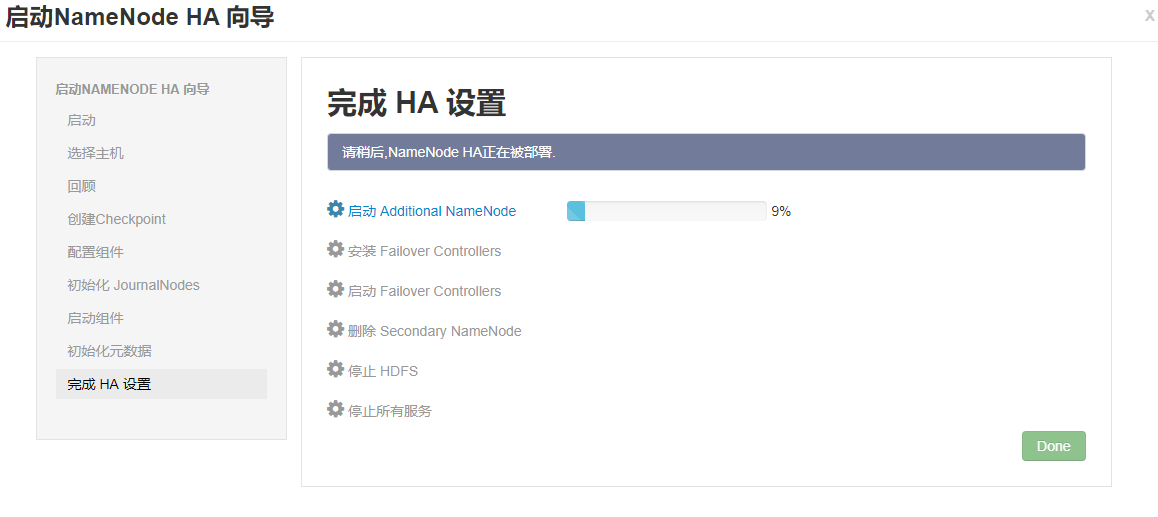 启动NameNode HA 向导
x
启动NAMENODE HA 向导
启动
选择主机
回顾
创建Checkpoint
配置组件
初始化 JournalNodes
启动组件
初始化元数据
完成 HA 设置
完成 HA 设置
请稍后,NameNode HA正在被部署.
启动 Additional NameNode 9%
安装 Failover Controllers
启动 Failover Controllers
删除 Secondary NameNode
停止 HDFS
停止所有服务
Done